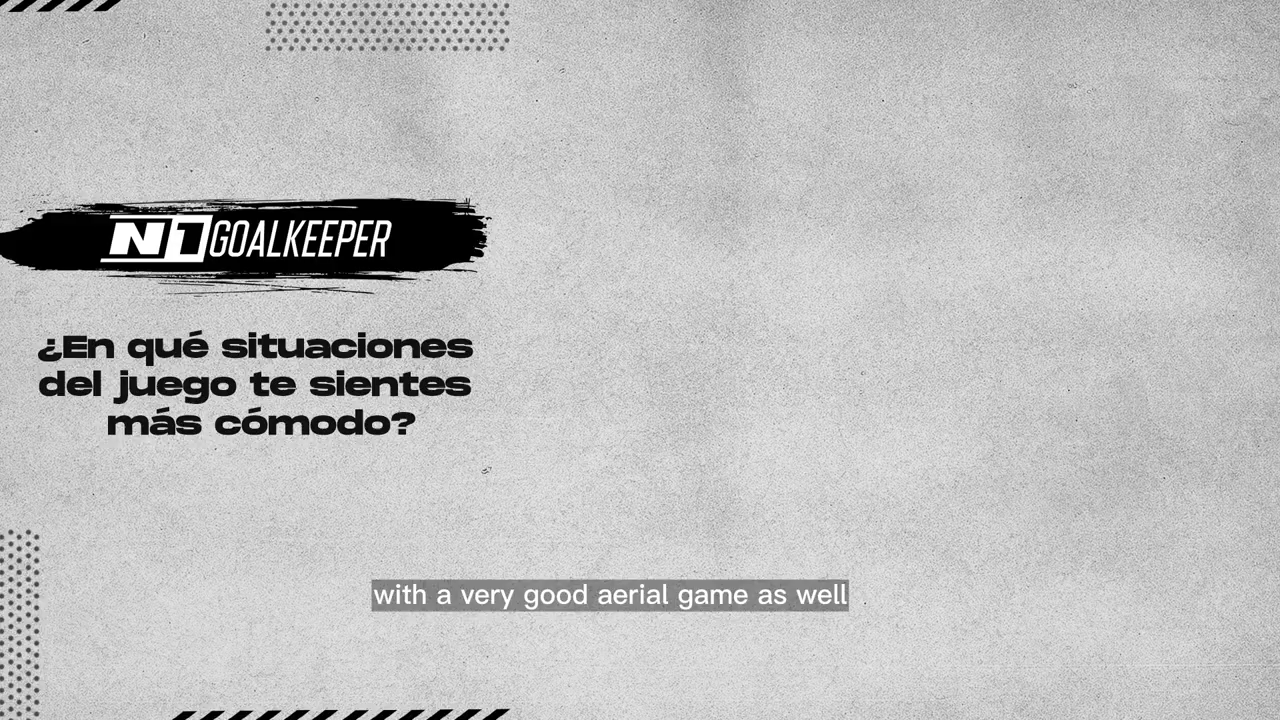 N1 GOALKEEPER
¿En qué situaciones
del juego te sientes
más cómodo?
with a very good aerial game as well